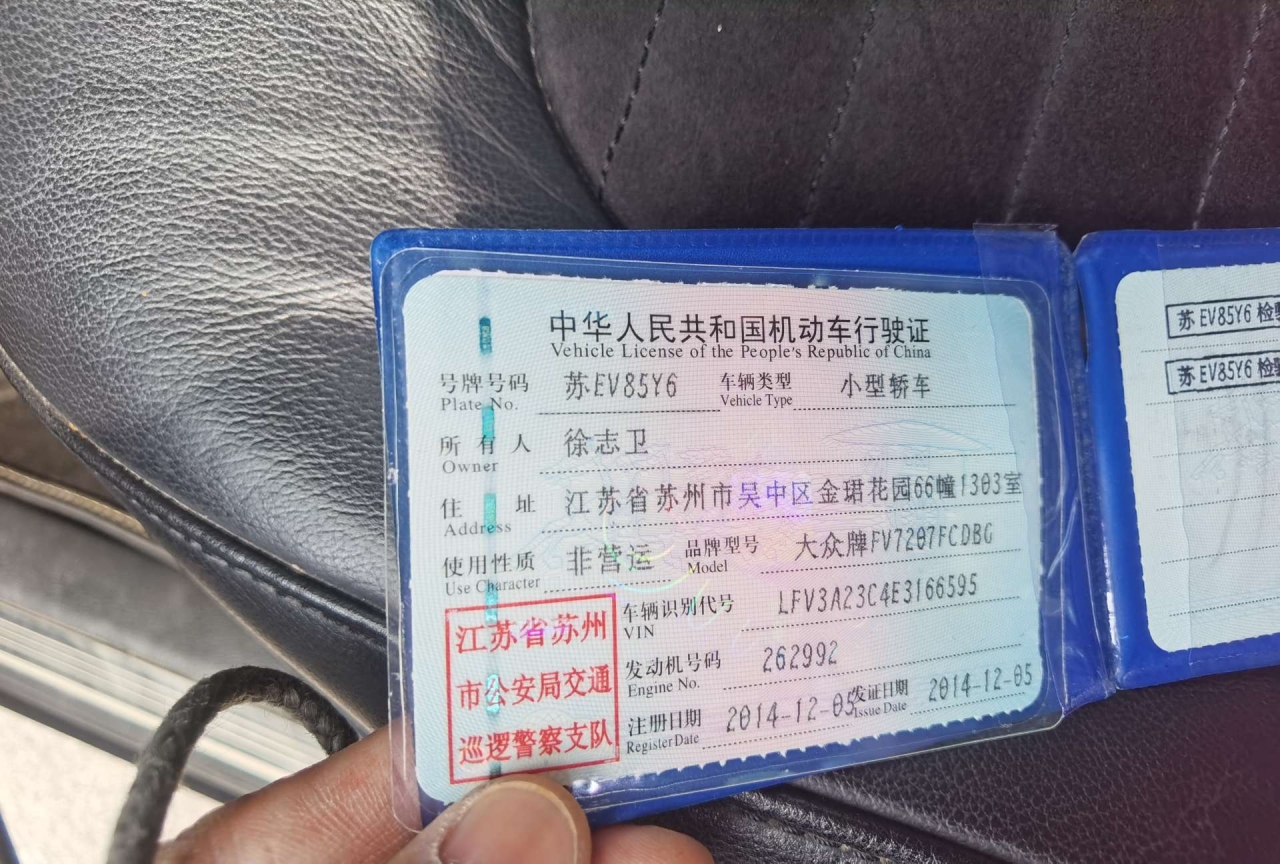 中华人民共和国机动车行驶证
Vehicle License of the People's Republic of China
号牌号码 苏EV85Y6 车辆类型 小型轿车
Plate No. Vehicle Type
所有人 徐志卫
Owner
住址 江苏省苏州市吴中区金珺花园66幢1303室
Address
使用性质 非营运 品牌型号 大众牌FV7207FCDBG
Use Character Model
江苏省苏州
市公安局交通
巡逻警察支队
车辆识别代号 LFV3A23C4E3166595
VIN
发动机号码 262992
Engine No.
注册日期 2014-12-05 发证日期 2014-12-05
Register Date Issue Date
苏EV85Y6 检
苏EV85Y6 检